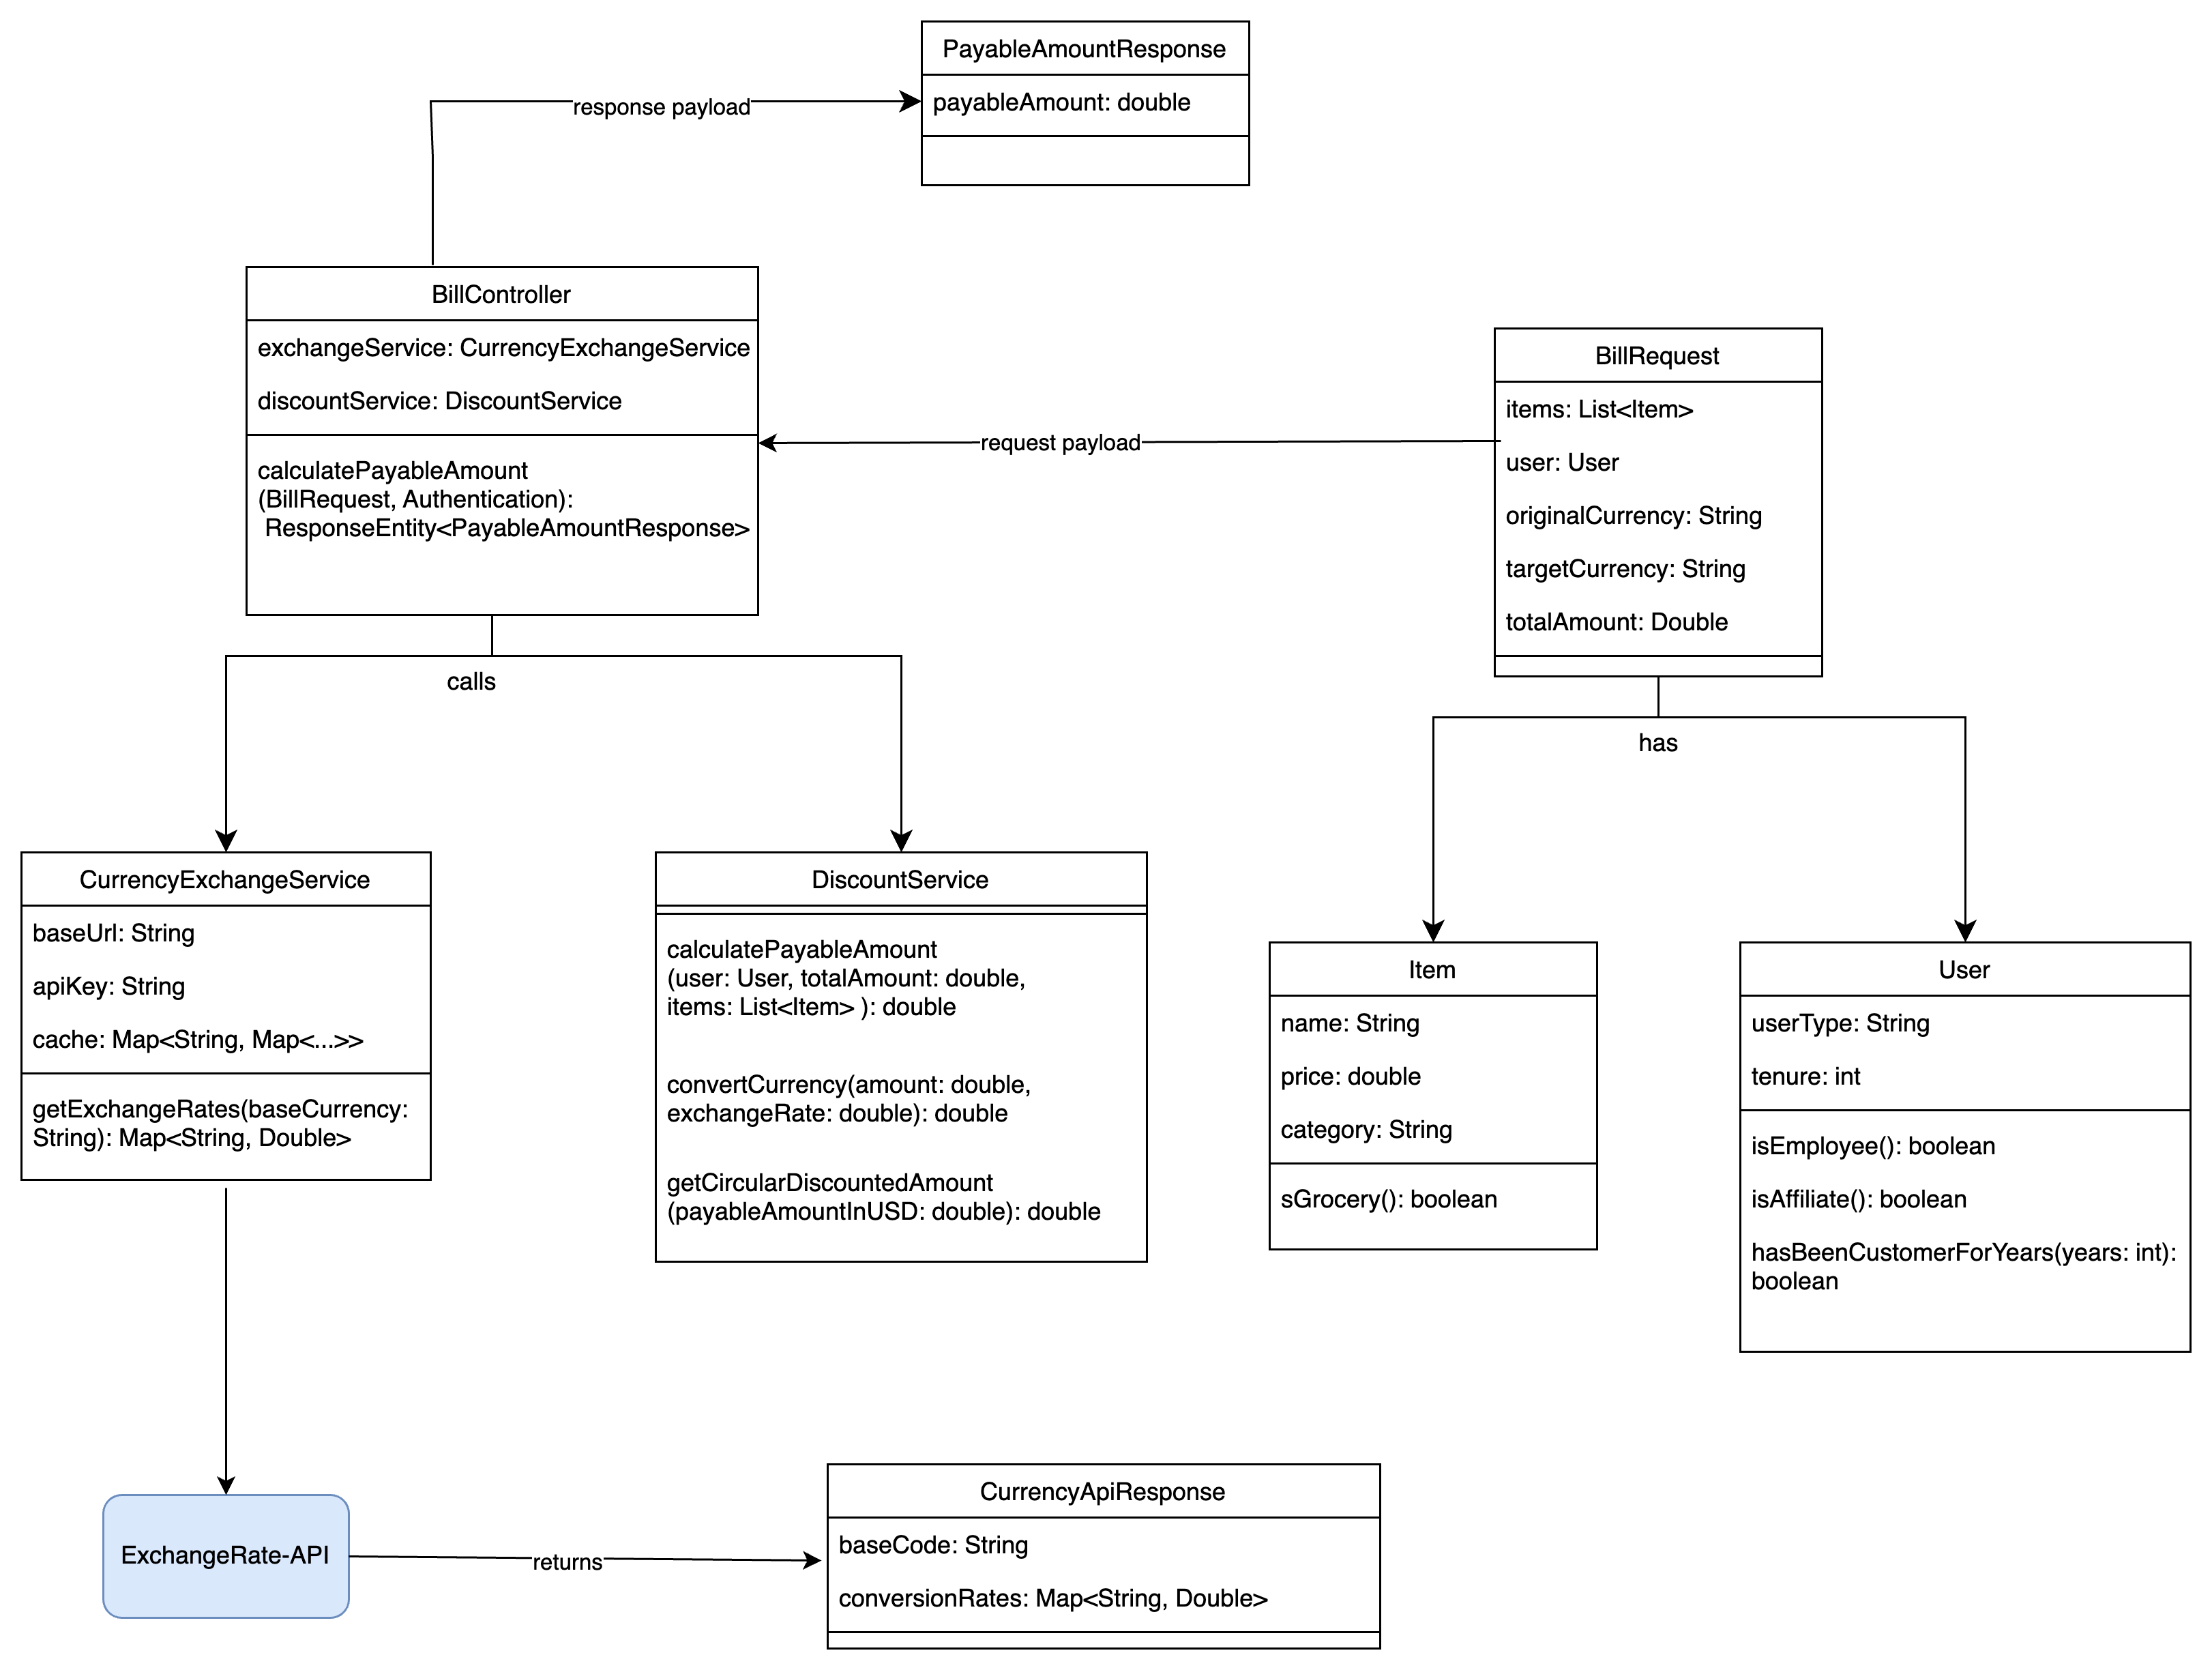 PayableAmountResponse
payableAmount: double
response payload
BillController
exchangeService: CurrencyExchangeService
discountService: DiscountService
calculatePayableAmount
(BillRequest, Authentication):
ResponseEntity<PayableAmountResponse>
request payload
BillRequest
items: List<Item>
user: User
originalCurrency: String
targetCurrency: String
totalAmount: Double
calls
has
CurrencyExchangeService
baseUrl: String
apiKey: String
cache: Map<String, Map<...>>
getExchangeRates(baseCurrency:
String): Map<String, Double>
DiscountService
calculatePayableAmount
(user: User, totalAmount: double,
items: List<Item> ): double
convertCurrency(amount: double,
exchangeRate: double): double
getCircularDiscountedAmount
(payableAmountInUSD: double): double
Item
name: String
price: double
category: String
sGrocery(): boolean
User
userType: String
tenure: int
isEmployee(): boolean
isAffiliate(): boolean
hasBeenCustomerForYears(years: int):
boolean
ExchangeRate-API
returns
CurrencyApiResponse
baseCode: String
conversionRates: Map<String, Double>